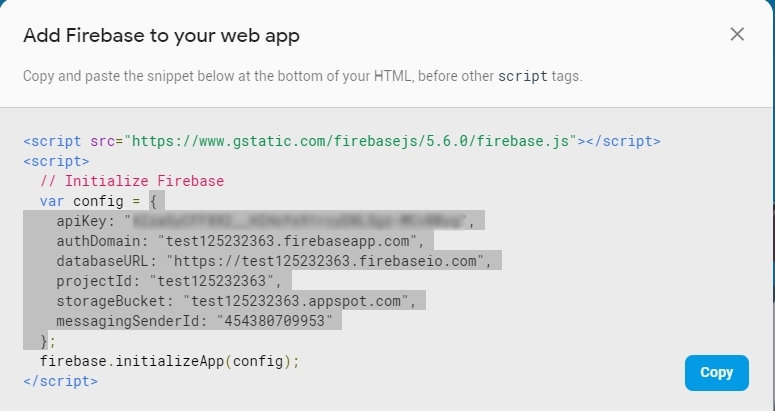 Add Firebase to your web app
Copy and paste the snippet below at the bottom of your HTML, before other script tags.
<script src="https://www.gstatic.com/firebasejs/5.6.0/firebase.js"></script>
<script>
// Initialize Firebase
var config = {
apiKey: "",
authDomain: "test125232363.firebaseapp.com",
databaseURL: "https://test125232363.firebaseio.com",
projectId: "test125232363",
storageBucket: "test125232363.appspot.com",
messagingSenderId: "454380709953"
};
firebase.initializeApp(config);
</script>
Copy